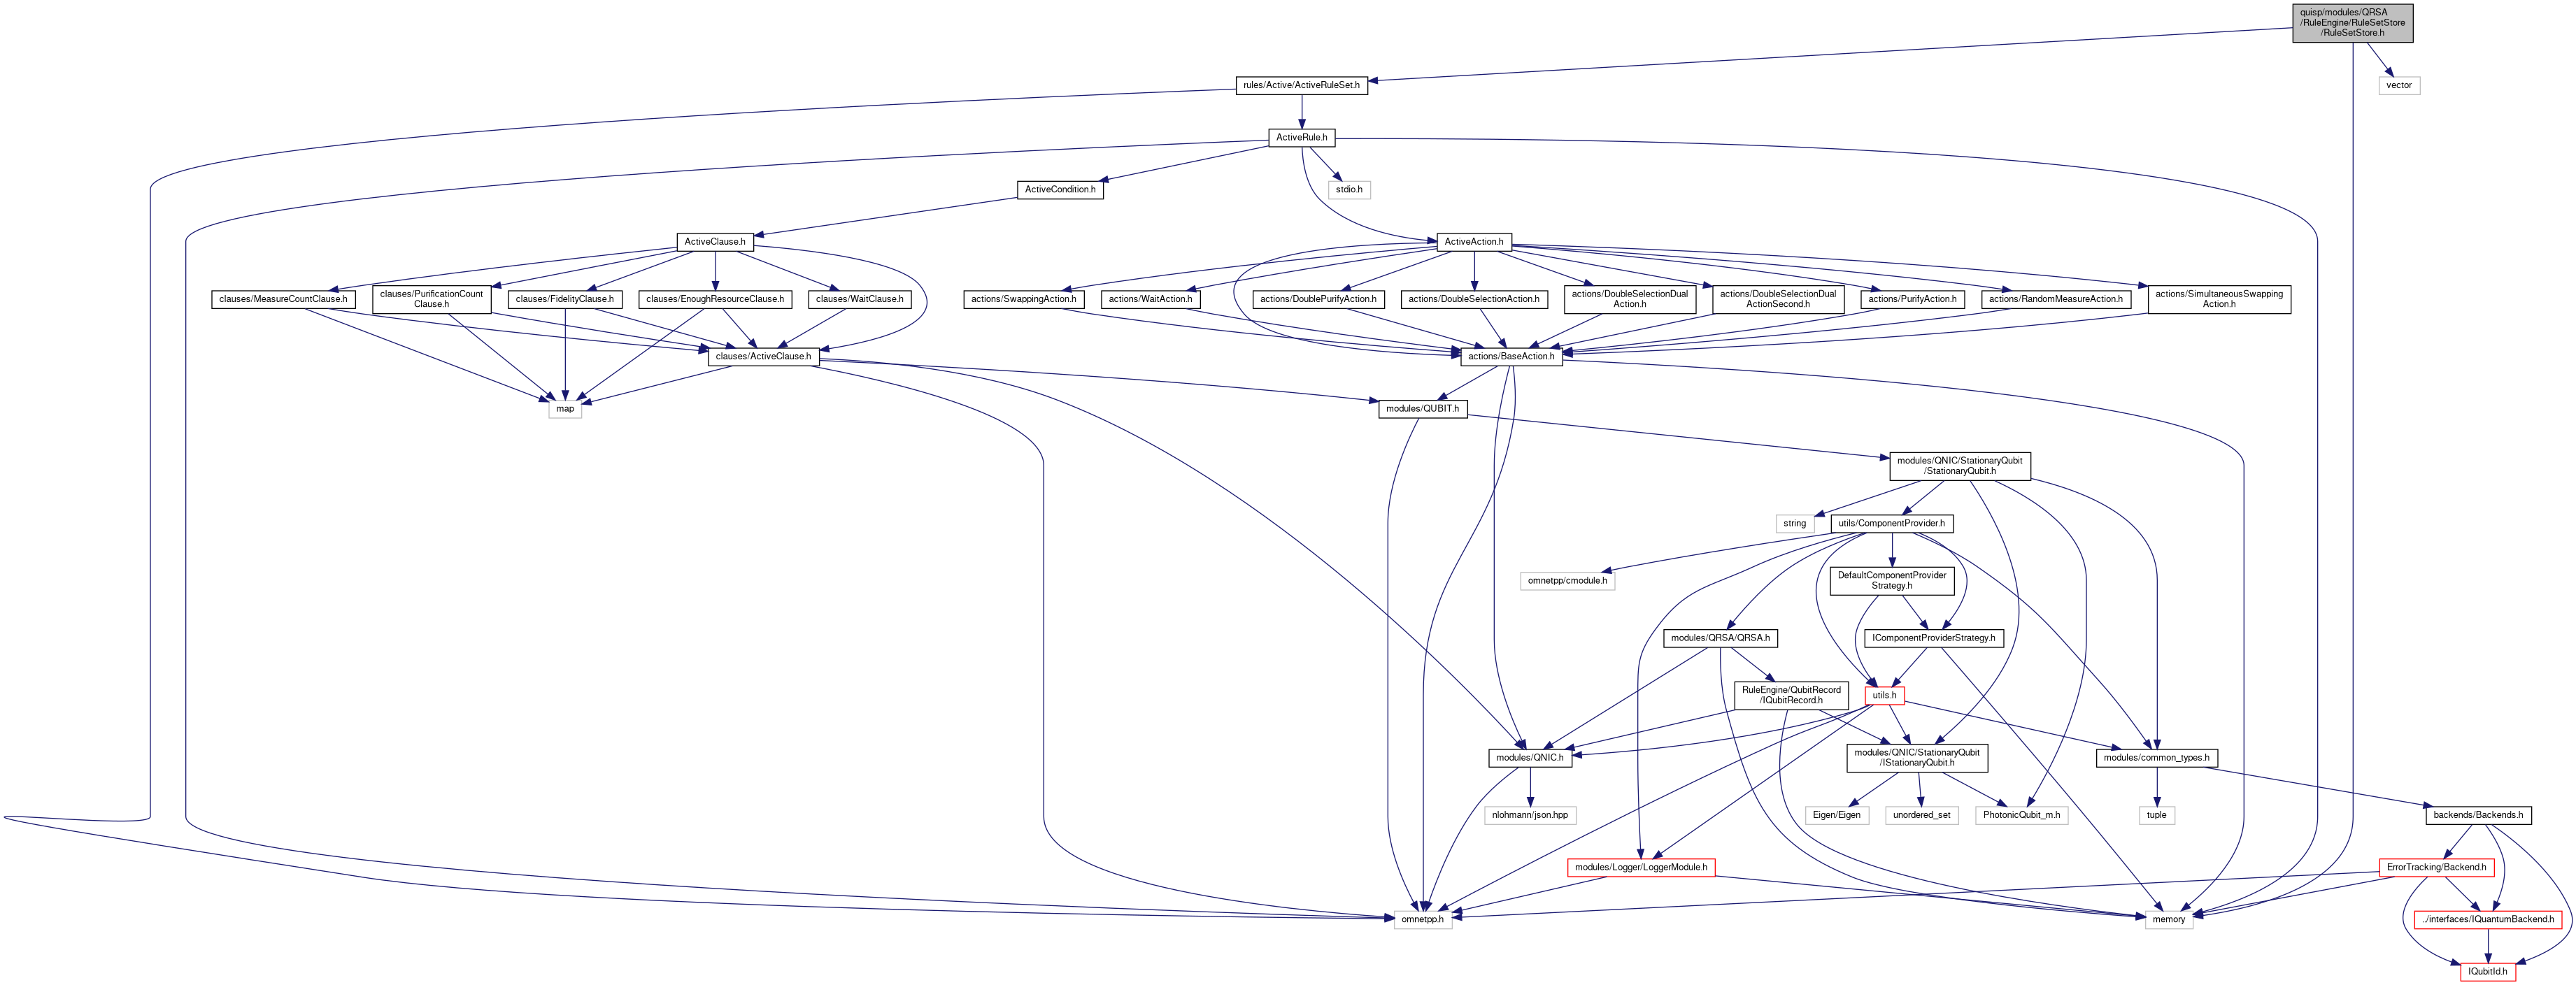 quisp/modules/QRSA
/RuleEngine/RuleSetStore
/RuleSetStore.h
rules/Active/ActiveRuleSet.h
vector
ActiveRule.h
ActiveCondition.h
stdio.h
ActiveClause.h
ActiveAction.h
clauses/MeasureCountClause.h
clauses/PurificationCount
Clause.h
clauses/FidelityClause.h
clauses/EnoughResourceClause.h
clauses/WaitClause.h
actions/SwappingAction.h
actions/WaitAction.h
actions/DoublePurifyAction.h
actions/DoubleSelectionAction.h
actions/DoubleSelectionDual
Action.h
actions/DoubleSelectionDual
ActionSecond.h
actions/PurifyAction.h
actions/RandomMeasureAction.h
actions/SimultaneousSwapping
Action.h
clauses/ActiveClause.h
actions/BaseAction.h
map
modules/QUBIT.h
modules/QNIC/StationaryQubit
/StationaryQubit.h
string
utils/ComponentProvider.h
omnetpp/cmodule.h
DefaultComponentProvider
Strategy.h
modules/QRSA/QRSA.h
IComponentProviderStrategy.h
RuleEngine/QubitRecord
/IQubitRecord.h
utils.h
modules/QNIC.h
modules/QNIC/StationaryQubit
/IStationaryQubit.h
modules/common_types.h
nlohmann/json.hpp
Eigen/Eigen
unordered_set
PhotonicQubit_m.h
tuple
backends/Backends.h
modules/Logger/LoggerModule.h
ErrorTracking/Backend.h
omnetpp.h
memory
../interfaces/IQuantumBackend.h
IQubitId.h